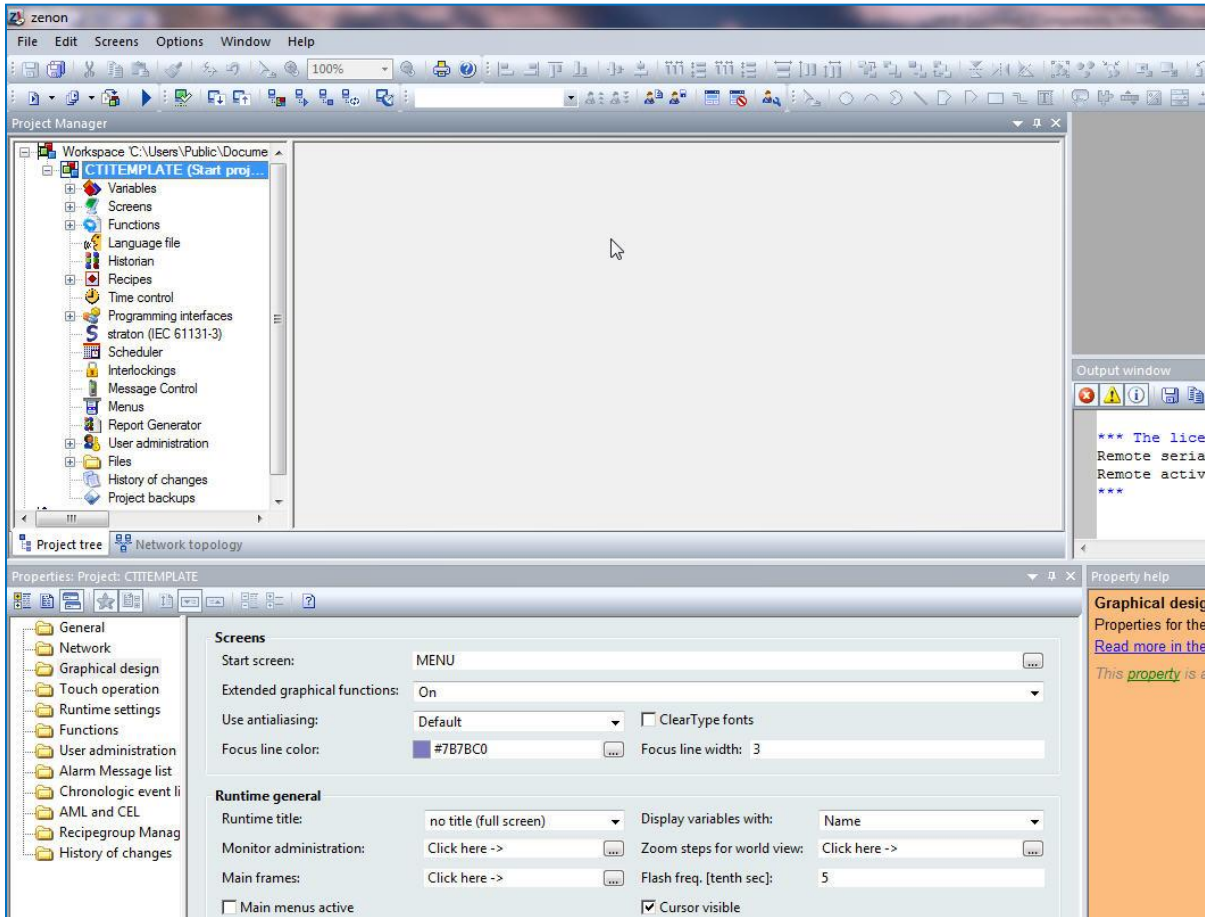 zenon
File Edit Screens Options Window Help
100%
Project Manager
Workspace 'C:\Users\Public\Docume
CTITEMPLATE (Start proj...
Variables
Screens
Functions
Language file
Historian
Recipes
Time control
Programming interfaces
straton (IEC 61131-3)
Scheduler
Interlockings
Message Control
Menus
Report Generator
User administration
Files
History of changes
Project backups
Project tree Network topology
Output window
*** The lice
Remote seria
Remote activ
***
Properties: Project: CTITEMPLATE
General
Network
Graphical design
Touch operation
Runtime settings
Functions
User administration
Alarm Message list
Chronologic event li
AML and CEL
Recipegroup Manag
History of changes
Screens
Start screen: MENU ...
Extended graphical functions: On
Use antialiasing: Default ClearType fonts
Focus line color: #7B7BC0 ... Focus line width: 3
Runtime general
Runtime title: no title (full screen) Display variables with: Name
Monitor administration: Click here -> ... Zoom steps for world view: Click here -> ...
Main frames: Click here -> ... Flash freq. [tenth sec]: 5
Main menus active Cursor visible
Property help
Graphical desig
Properties for the
Read more in the
This property is a